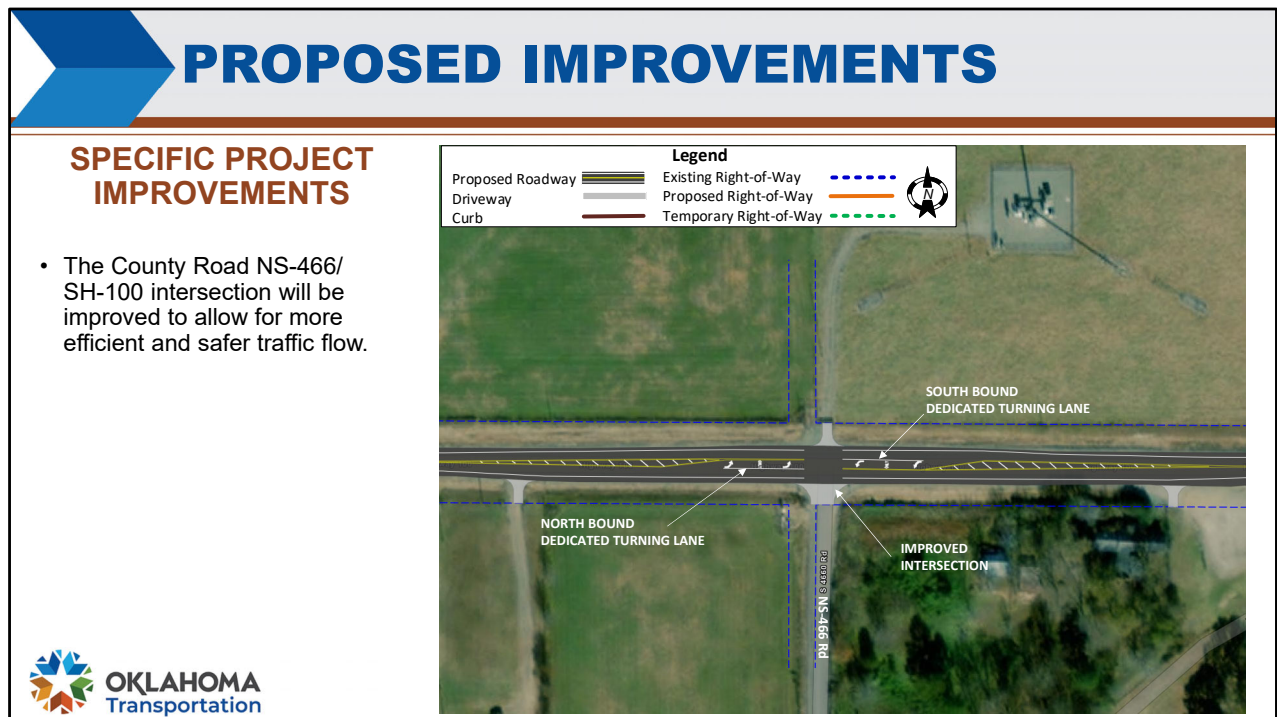 PROPOSED IMPROVEMENTS
SPECIFIC PROJECT
IMPROVEMENTS
• The County Road NS-466/
SH-100 intersection will be
improved to allow for more
efficient and safer traffic flow.
Legend
Proposed Roadway
Driveway
Curb
Existing Right-of-Way
Proposed Right-of-Way
Temporary Right-of-Way
N
SOUTH BOUND
DEDICATED TURNING LANE
NORTH BOUND
DEDICATED TURNING LANE
IMPROVED
INTERSECTION
S 4660 Rd
NS-466 Rd
OKLAHOMA
Transportation